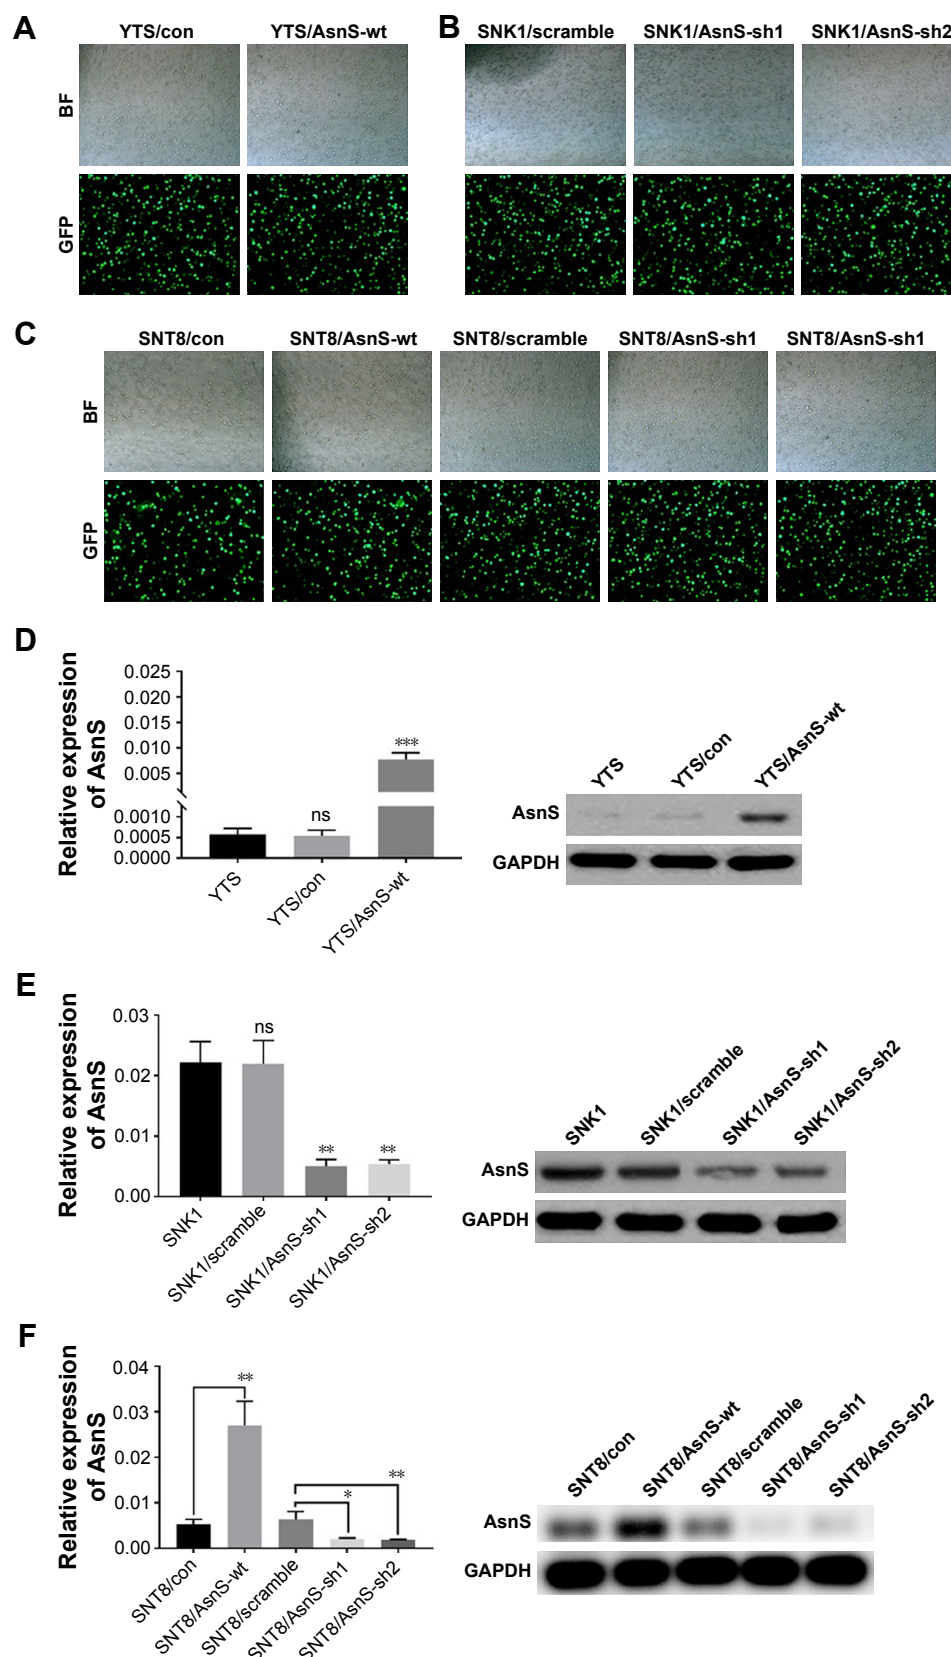 A
YTS/con YTS/AsnS-wt
BF
GFP
B
SNK1/scramble SNK1/AsnS-sh1 SNK1/AsnS-sh2
C
SNT8/con SNT8/AsnS-wt SNT8/scramble SNT8/AsnS-sh1 SNT8/AsnS-sh1
BF
GFP
D
Relative expression
of AsnS
0.025
0.020
0.015
0.010
0.005
0.0010
0.0005
0.0000
ns
***
YTS
YTS/con
YTS/AsnS-wt
YTS
YTS/con
YTS/AsnS-wt
AsnS
GAPDH
E
Relative expression
of AsnS
0.03
0.02
0.01
0.00
ns
**
**
SNK1
SNK1/scramble
SNK1/AsnS-sh1
SNK1/AsnS-sh2
SNK1
SNK1/scramble
SNK1/AsnS-sh1
SNK1/AsnS-sh2
AsnS
GAPDH
F
Relative expression
of AsnS
0.04
0.03
0.02
0.01
0.00
**
*
**
SNT8/con
SNT8/AsnS-wt
SNT8/scramble
SNT8/AsnS-sh1
SNT8/AsnS-sh2
SNT8/con
SNT8/AsnS-wt
SNT8/scramble
SNT8/AsnS-sh1
SNT8/AsnS-sh2
AsnS
GAPDH